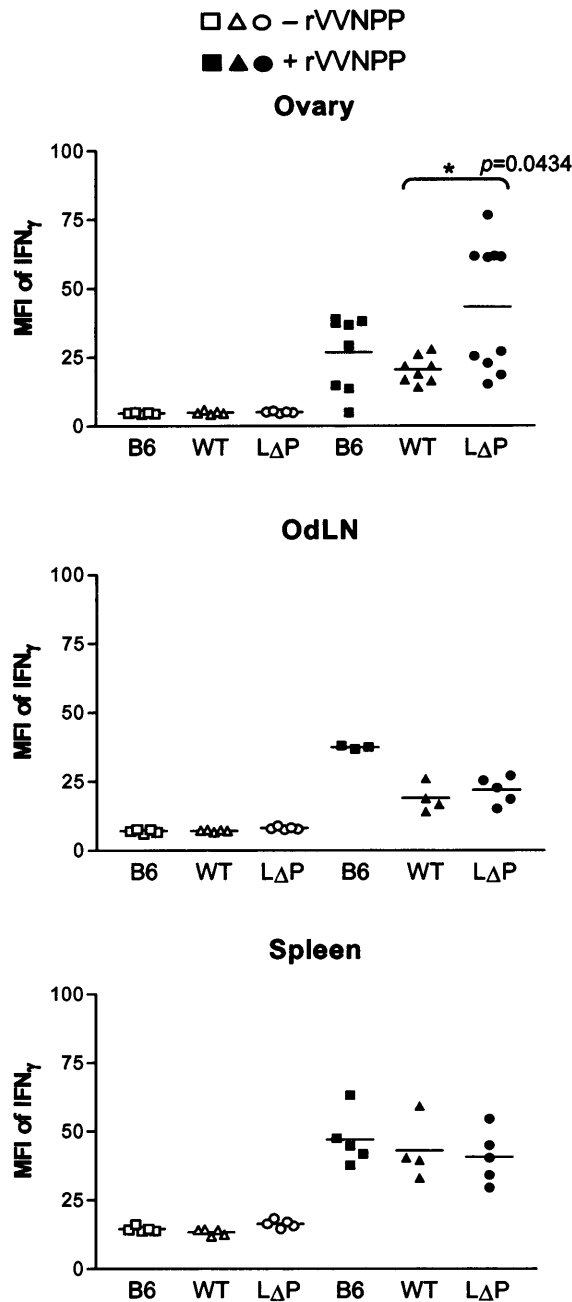 – rVVNPP
+ rVVNPP
Ovary
* p=0.0434
MFI of IFNγ
100
75
50
25
0
B6 WT LΔP B6 WT LΔP
OdLN
MFI of IFNγ
100
75
50
25
0
B6 WT LΔP B6 WT LΔP
Spleen
MFI of IFNγ
100
75
50
25
0
B6 WT LΔP B6 WT LΔP